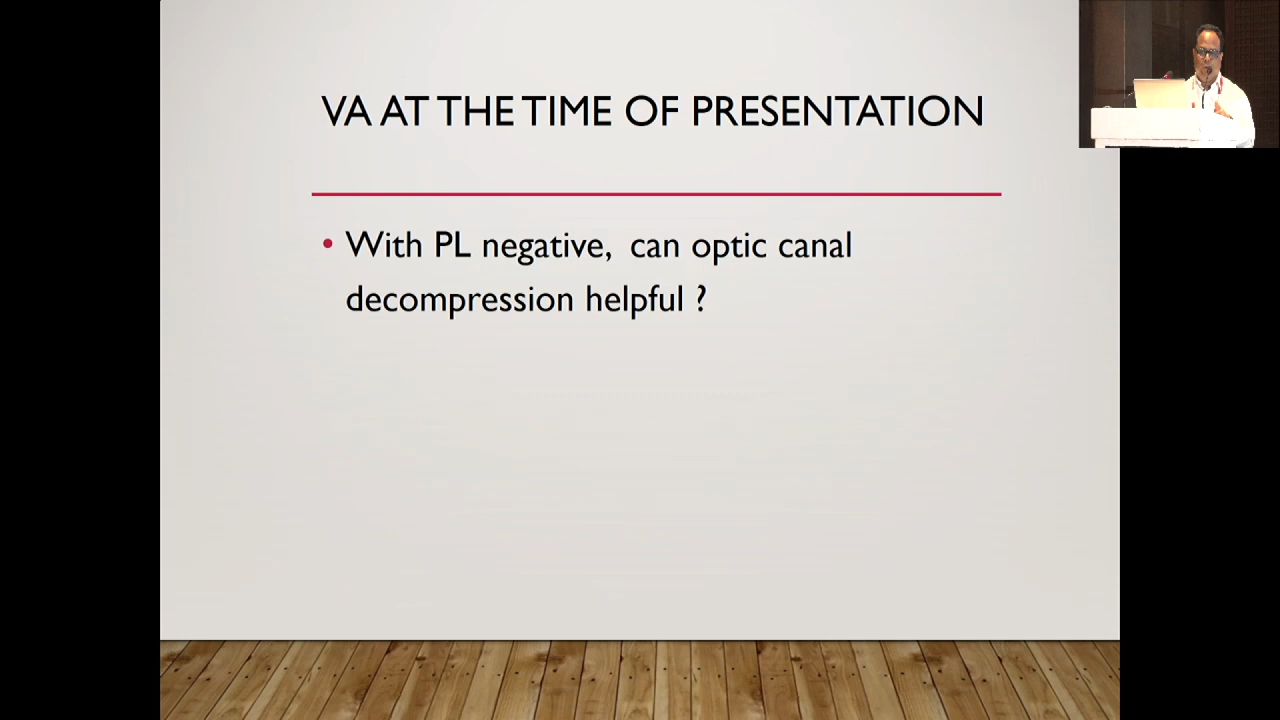 VA AT THE TIME OF PRESENTATION
• With PL negative, can optic canal
decompression helpful ?